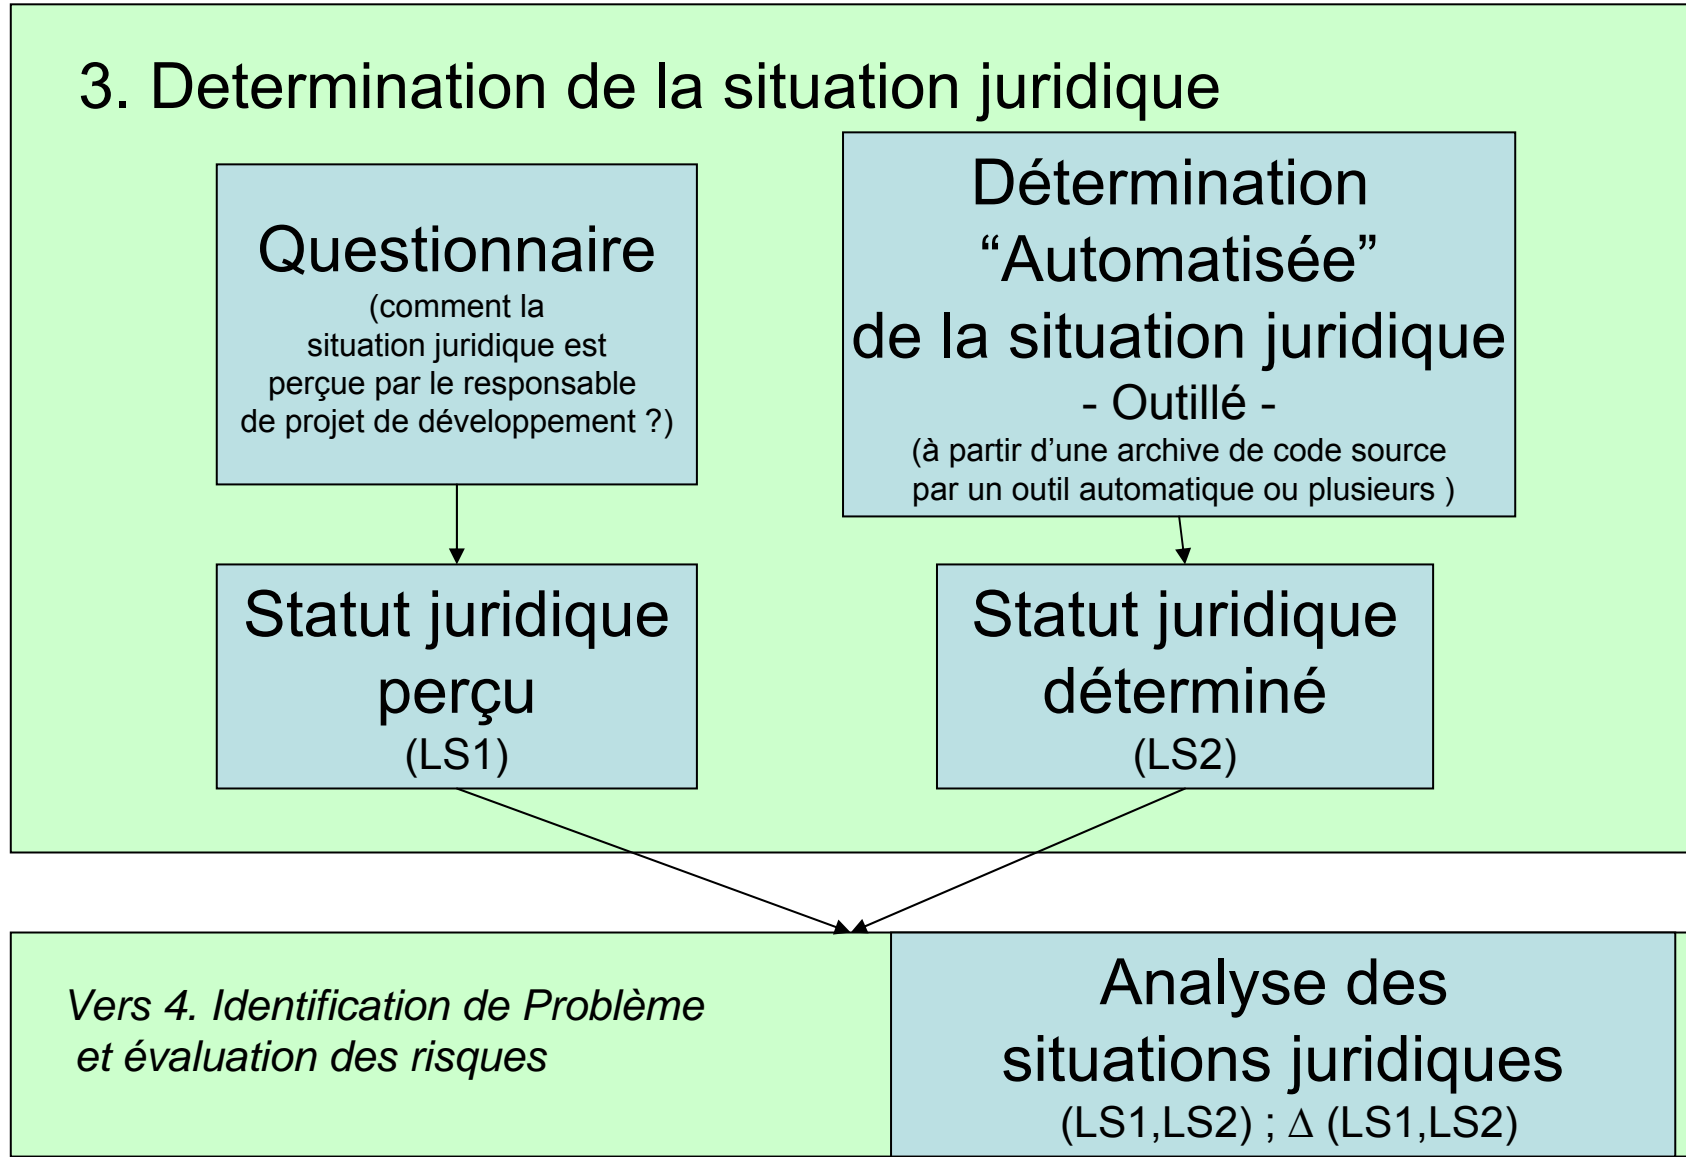 3. Determination de la situation juridique
Questionnaire
(comment la
situation juridique est
perçue par le responsable
de projet de développement ?)
Détermination
“Automatisée”
de la situation juridique
- Outillé -
(à partir d’une archive de code source
par un outil automatique ou plusieurs )
Statut juridique
perçu
(LS1)
Statut juridique
déterminé
(LS2)
Vers 4. Identification de Problème
et évaluation des risques
Analyse des
situations juridiques
(LS1,LS2) ; Δ (LS1,LS2)